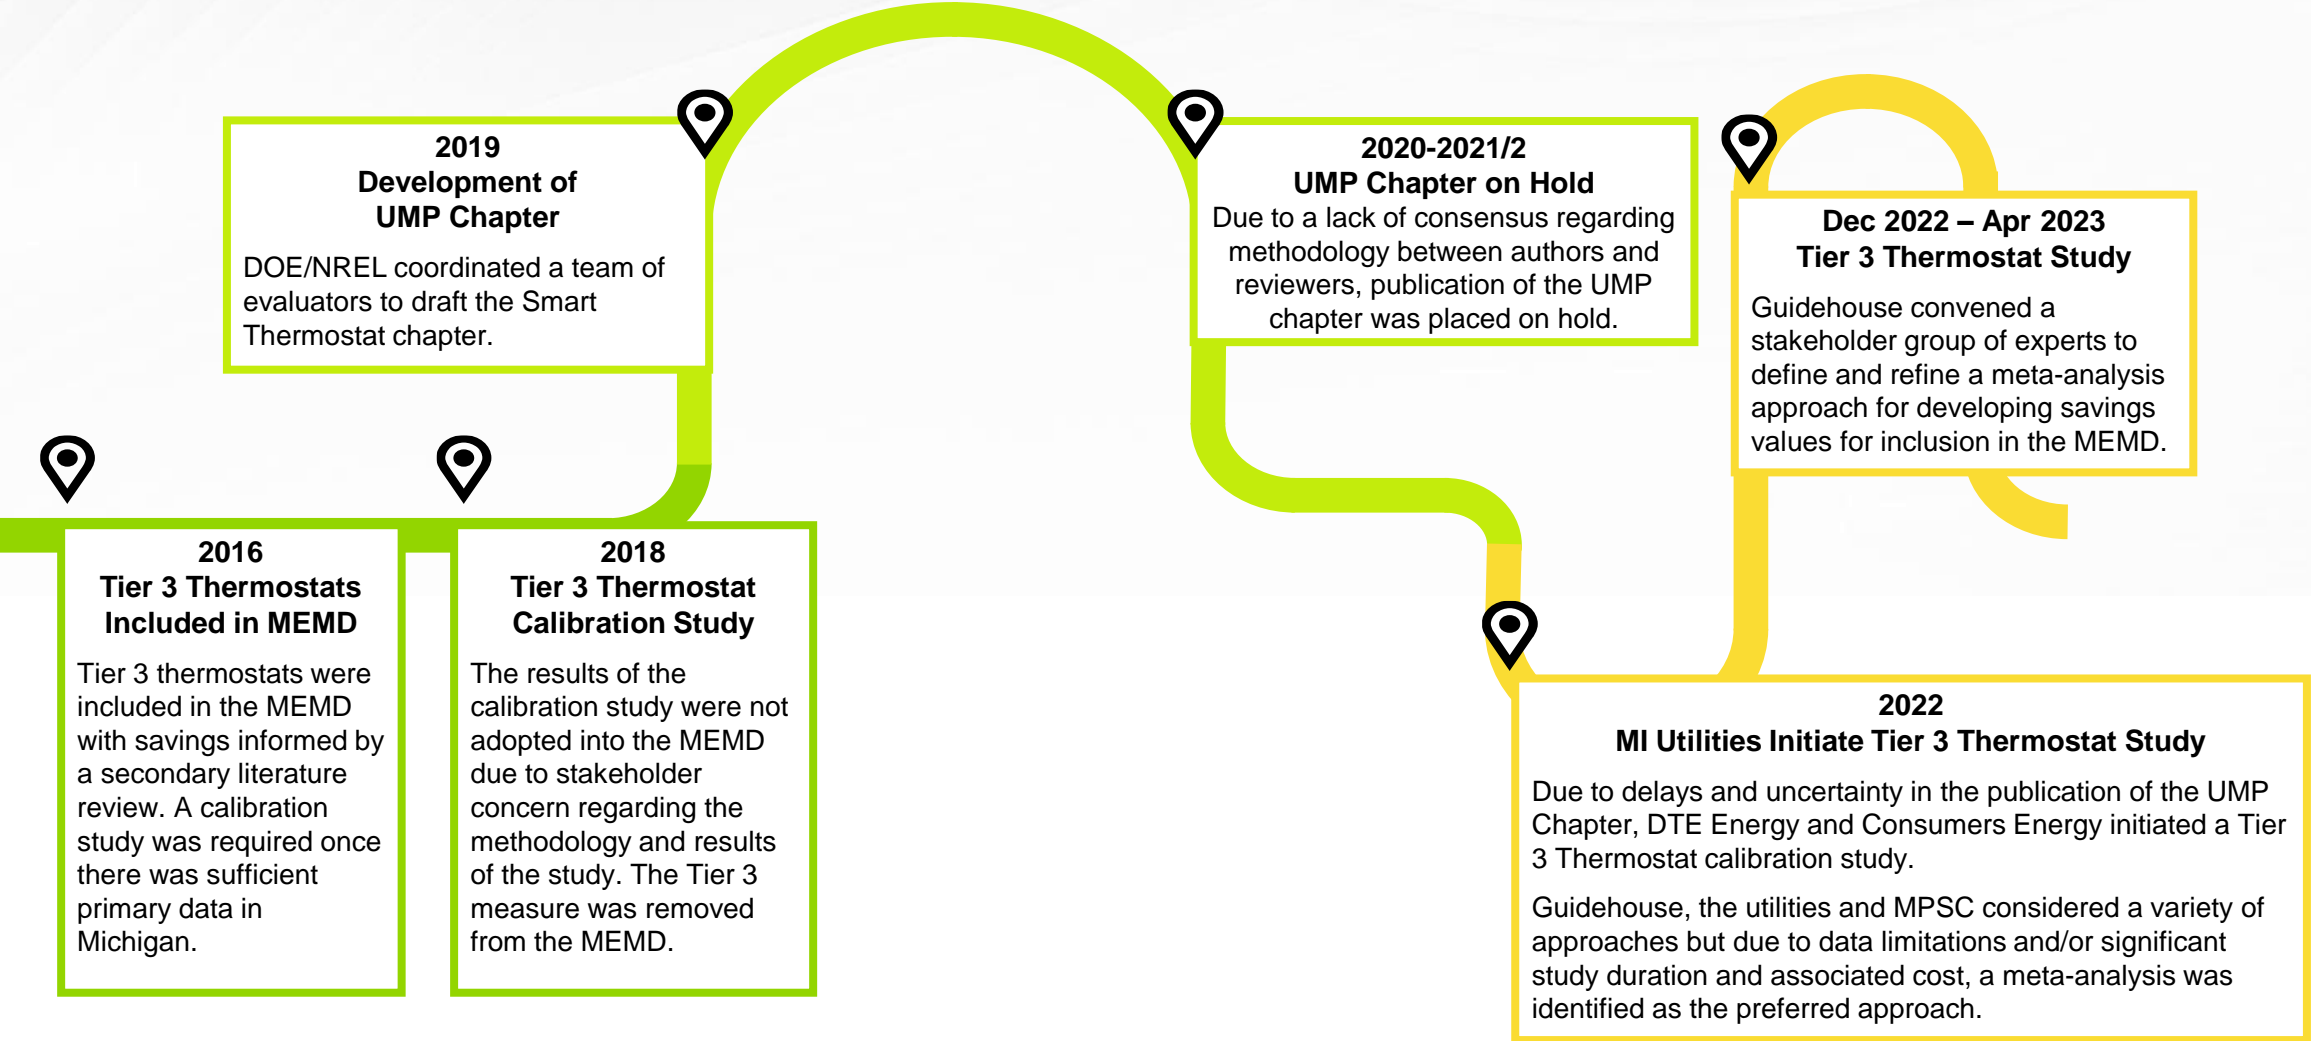 2016
Tier 3 Thermostats
Included in MEMD
Tier 3 thermostats were
included in the MEMD
with savings informed by
a secondary literature
review. A calibration
study was required once
there was sufficient
primary data in
Michigan.
2018
Tier 3 Thermostat
Calibration Study
The results of the
calibration study were not
adopted into the MEMD
due to stakeholder
concern regarding the
methodology and results
of the study. The Tier 3
measure was removed
from the MEMD.
2019
Development of
UMP Chapter
DOE/NREL coordinated a team of
evaluators to draft the Smart
Thermostat chapter.
2020-2021/2
UMP Chapter on Hold
Due to a lack of consensus regarding
methodology between authors and
reviewers, publication of the UMP
chapter was placed on hold.
2022
MI Utilities Initiate Tier 3 Thermostat Study
Due to delays and uncertainty in the publication of the UMP
Chapter, DTE Energy and Consumers Energy initiated a Tier
3 Thermostat calibration study.
Guidehouse, the utilities and MPSC considered a variety of
approaches but due to data limitations and/or significant
study duration and associated cost, a meta-analysis was
identified as the preferred approach.
Dec 2022 – Apr 2023
Tier 3 Thermostat Study
Guidehouse convened a
stakeholder group of experts to
define and refine a meta-analysis
approach for developing savings
values for inclusion in the MEMD.